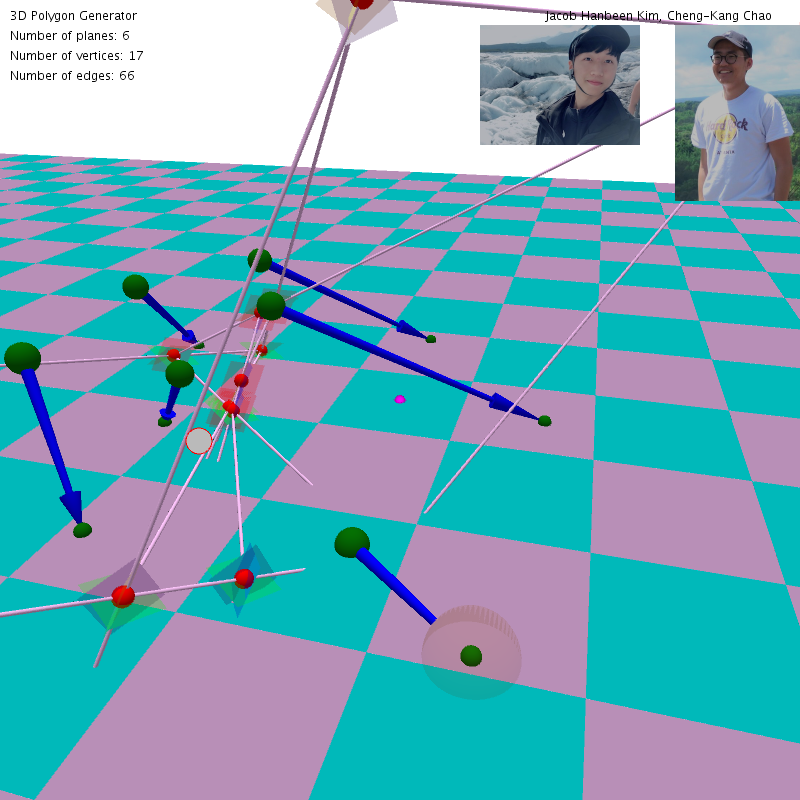 3D Polygon Generator
Jacob Hanbeen Kim, Cheng-Kang Chao
Number of planes: 6
Number of vertices: 17
Number of edges: 66